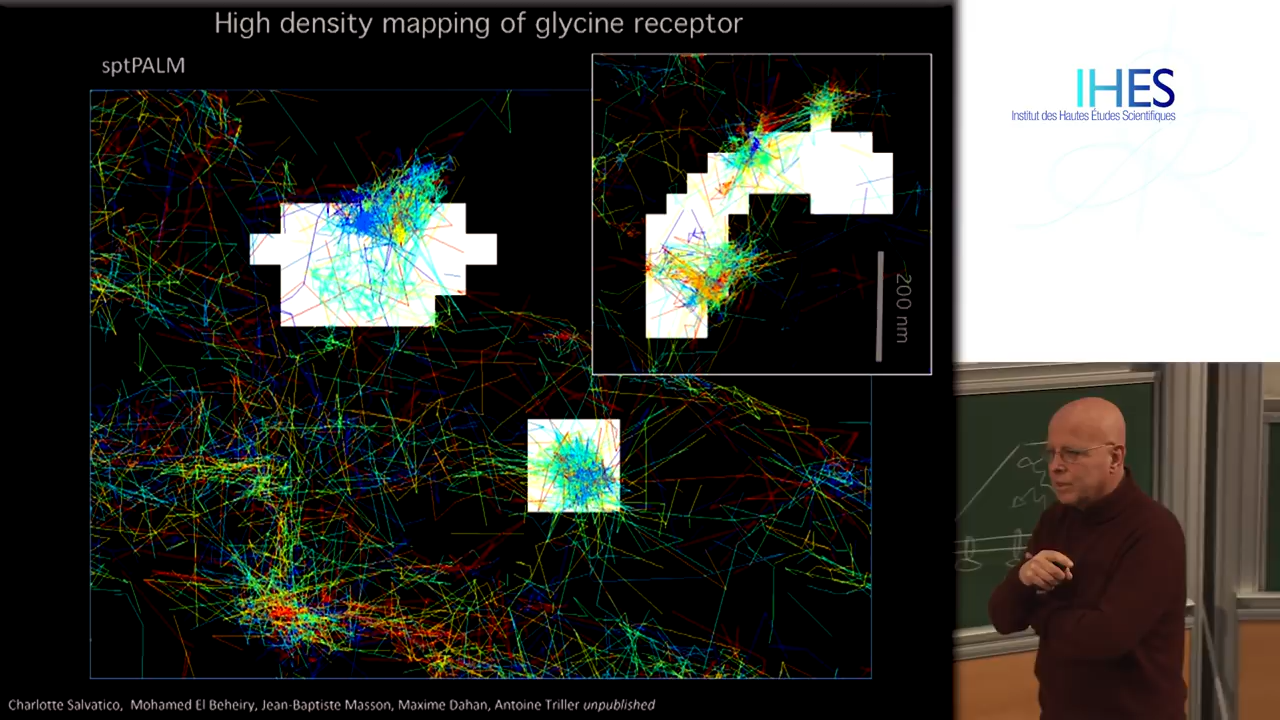 High density mapping of glycine receptor
sptPALM
200 nm
IHES
Institut des Hautes Études Scientifiques
Charlotte Salvatico, Mohamed El Beheiry, Jean-Baptiste Masson, Maxime Dahan, Antoine Triller unpublished